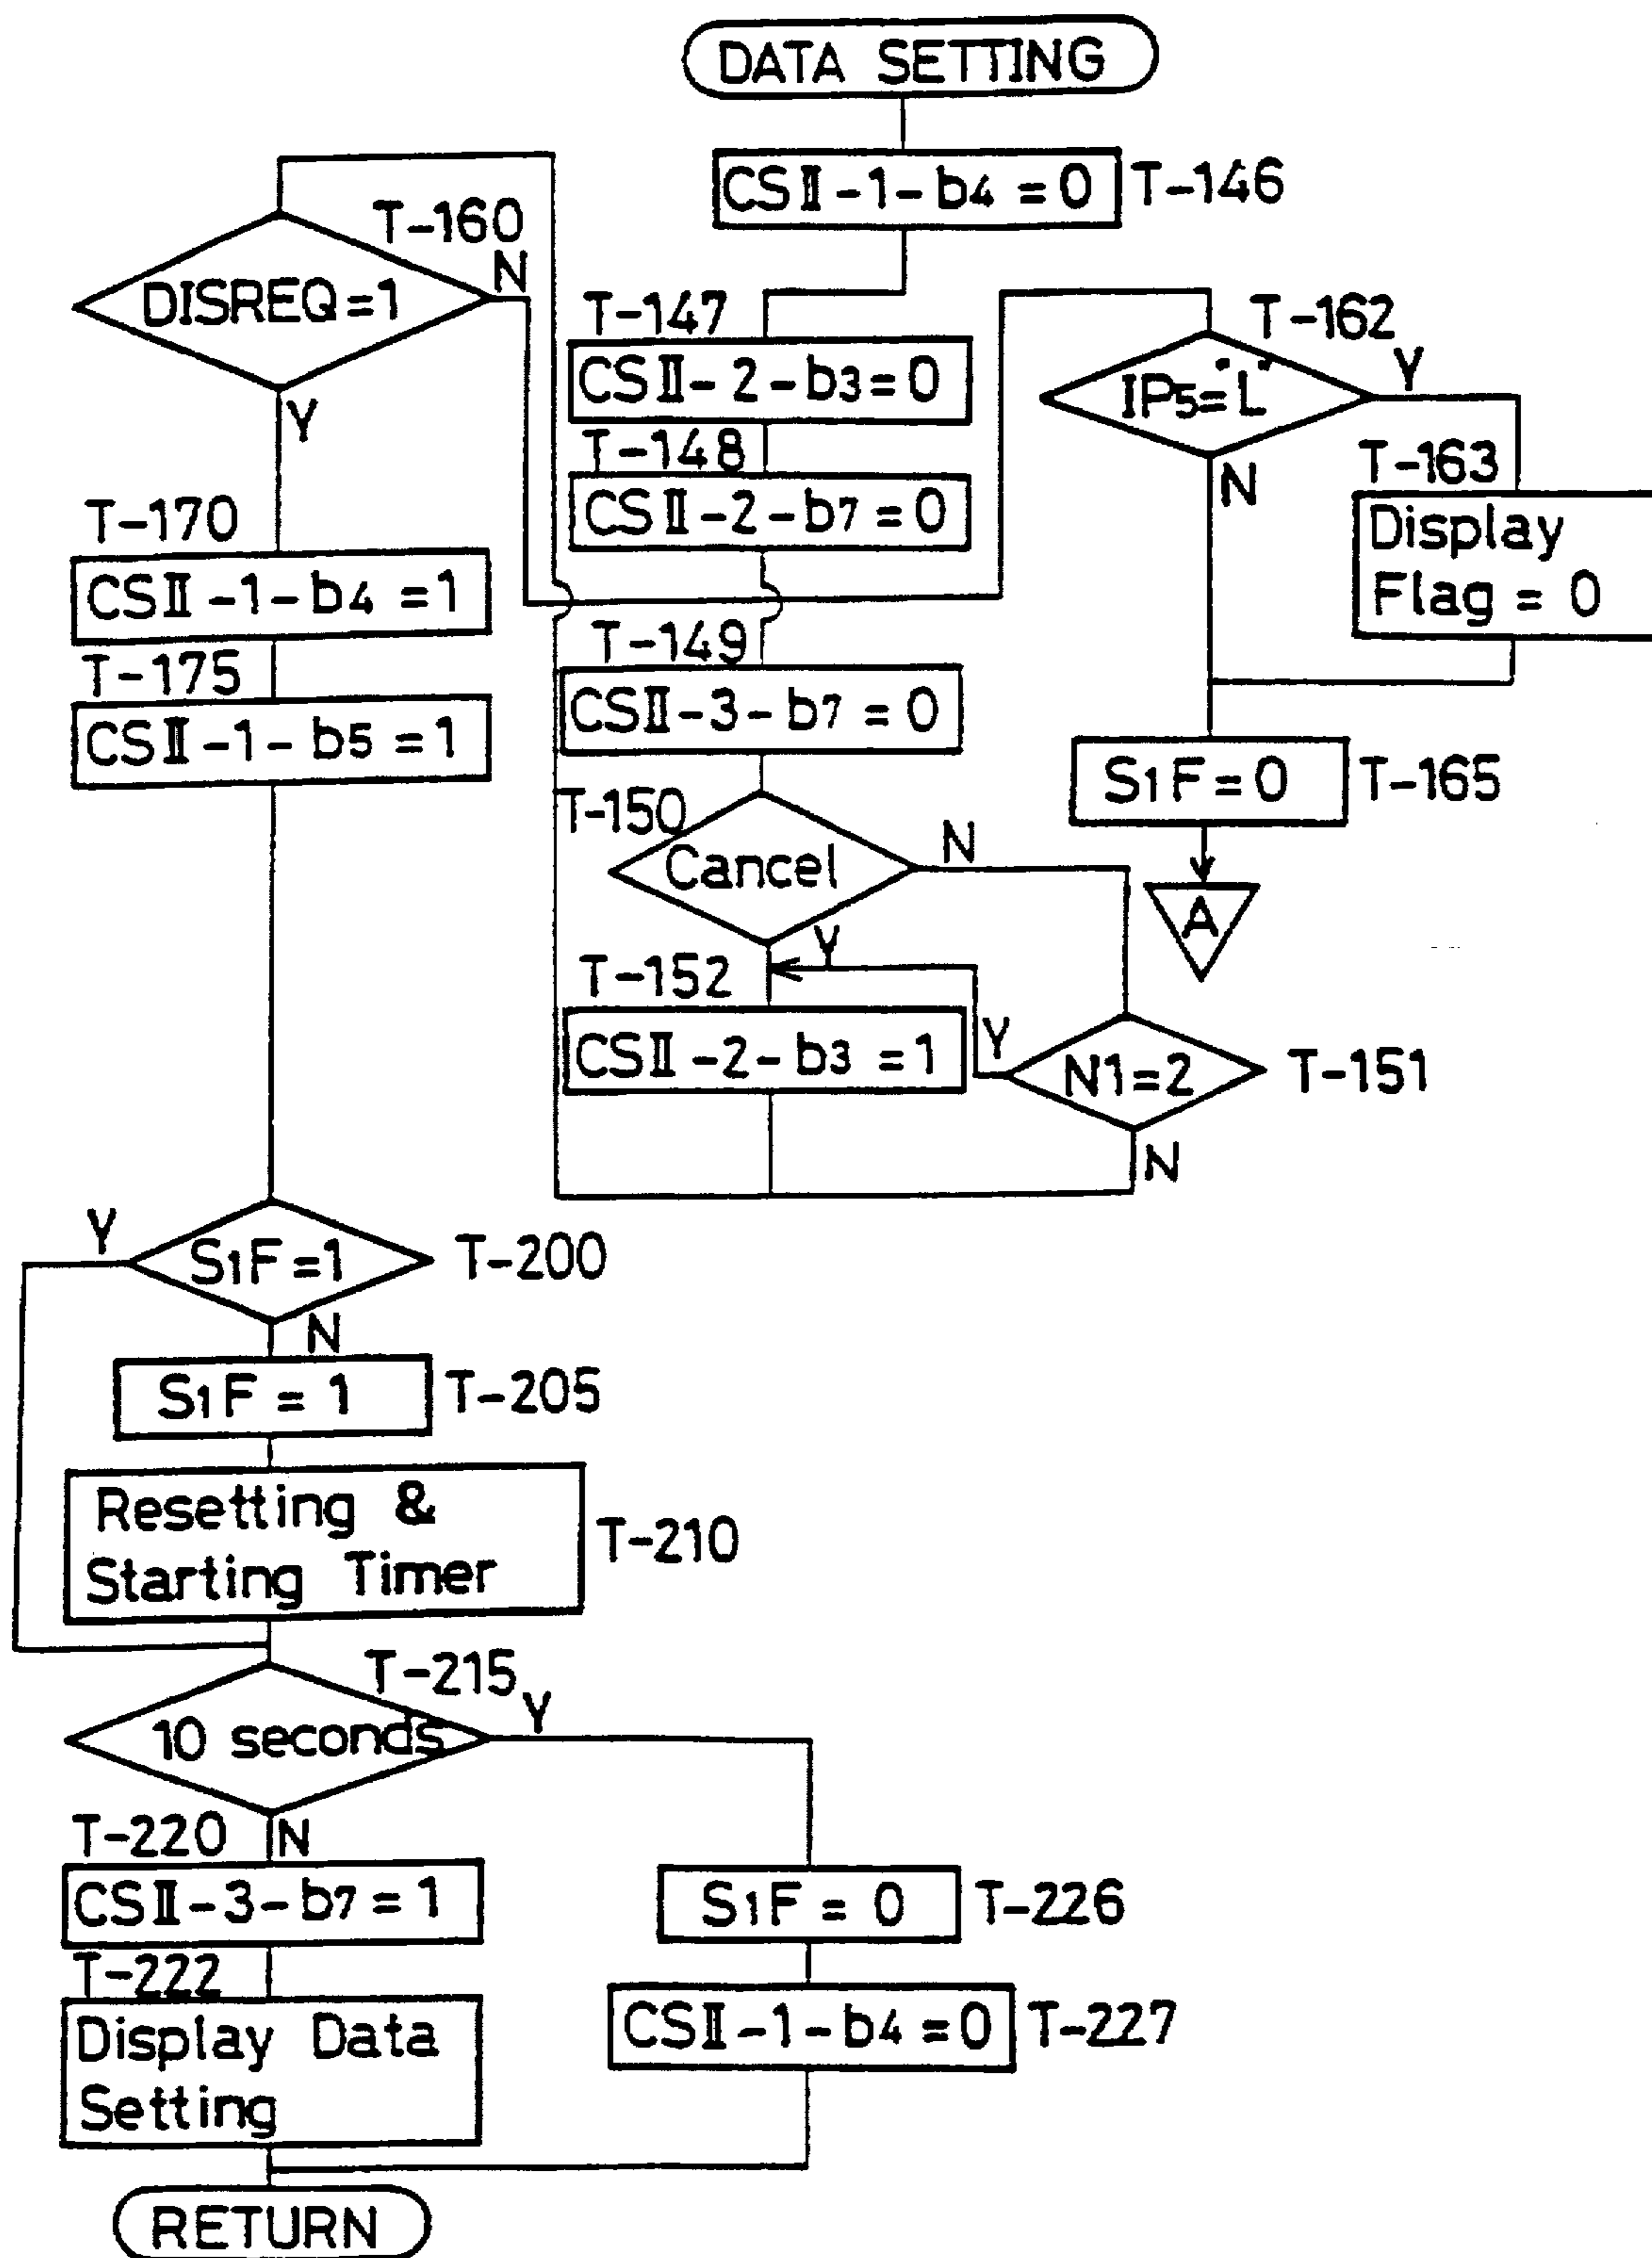 DATA SETTING
CSⅡ-1-b4 = 0
T-146
T-147
CSⅡ-2-b3=0
T-148
CSⅡ-2-b7 = 0
T-149
CSⅡ-3-b7 = 0
T-150
Cancel
N
Y
T-152
CSⅡ-2-b3 = 1
Y
N'1=2
T-151
N
T-160
DISREQ=1
N
Y
T-162
IP5="L"
Y
N
T-163
Display
Flag = 0
S1F=0
T-165
A
T-170
CSⅡ-1-b4 = 1
T-175
CSⅡ-1-b5 = 1
Y
S1F=1
T-200
N
S1F = 1
T-205
Resetting &
Starting Timer
T-210
T-215
10 seconds
Y
T-220
N
CSⅡ-3-b7 = 1
T-222
Display Data
Setting
S1F = 0
T-226
CSⅡ-1-b4 =0
T-227
RETURN